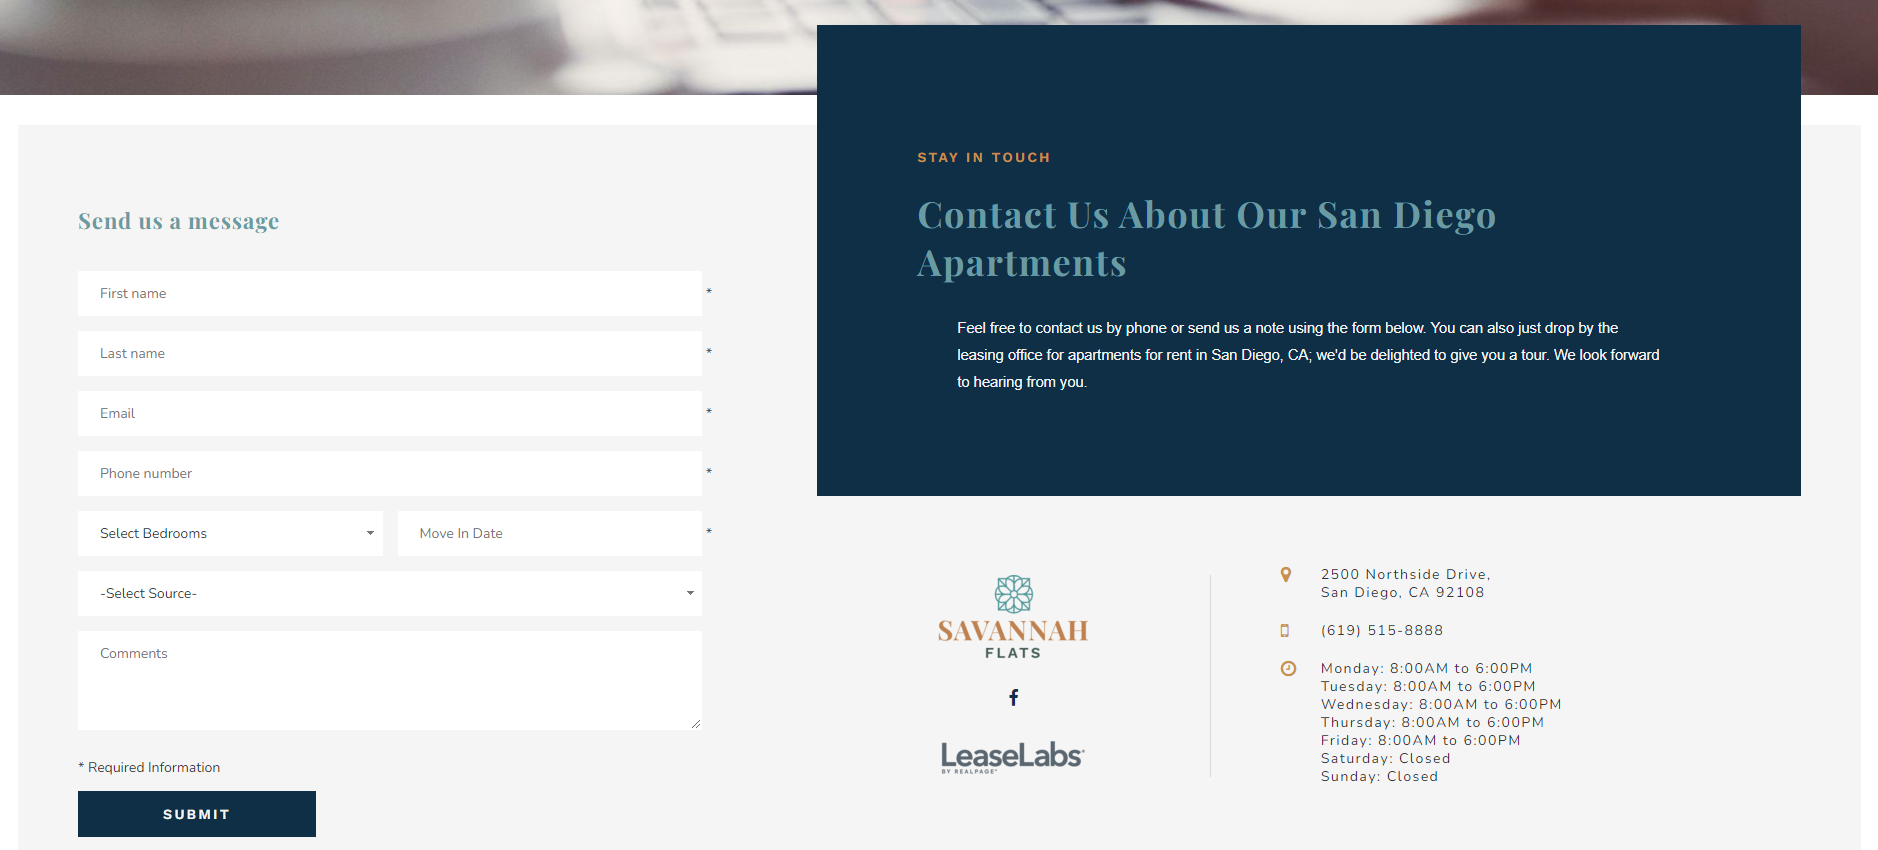 Send us a message
First name
*
Last name
*
Email
*
Phone number
*
Select Bedrooms
Move In Date
*
-Select Source-
Comments
* Required Information
SUBMIT
STAY IN TOUCH
Contact Us About Our San Diego
Apartments
Feel free to contact us by phone or send us a note using the form below. You can also just drop by the
leasing office for apartments for rent in San Diego, CA; we'd be delighted to give you a tour. We look forward
to hearing from you.
SAVANNAH
FLATS
LeaseLabs
BY REALPAGE
2500 Northside Drive,
San Diego, CA 92108
(619) 515-8888
Monday: 8:00AM to 6:00PM
Tuesday: 8:00AM to 6:00PM
Wednesday: 8:00AM to 6:00PM
Thursday: 8:00AM to 6:00PM
Friday: 8:00AM to 6:00PM
Saturday: Closed
Sunday: Closed